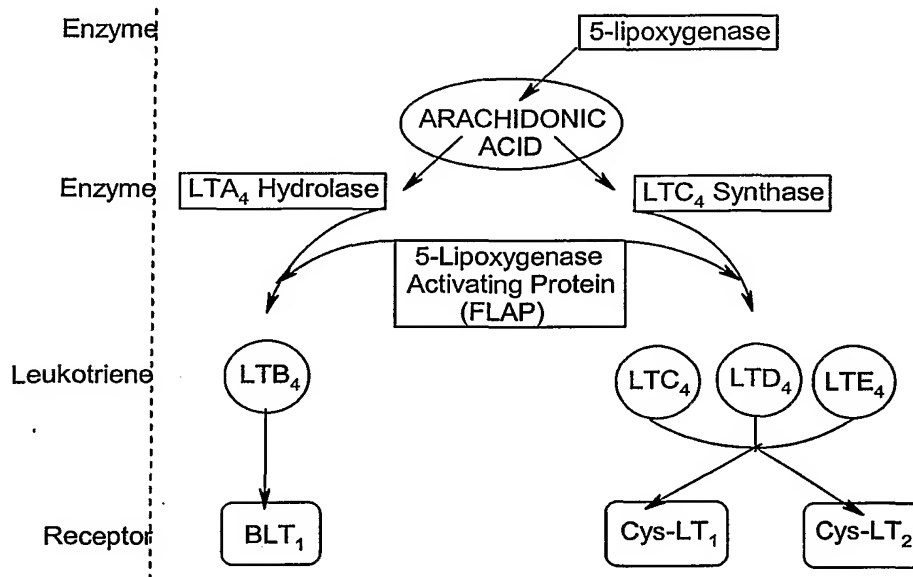 Enzyme
5-lipoxygenase
ARACHIDONIC
ACID
Enzyme
LTA₄ Hydrolase
LTC₄ Synthase
5-Lipoxygenase
Activating Protein
(FLAP)
Leukotriene
LTB₄
LTC₄
LTD₄
LTE₄
Receptor
BLT₁
Cys-LT₁
Cys-LT₂